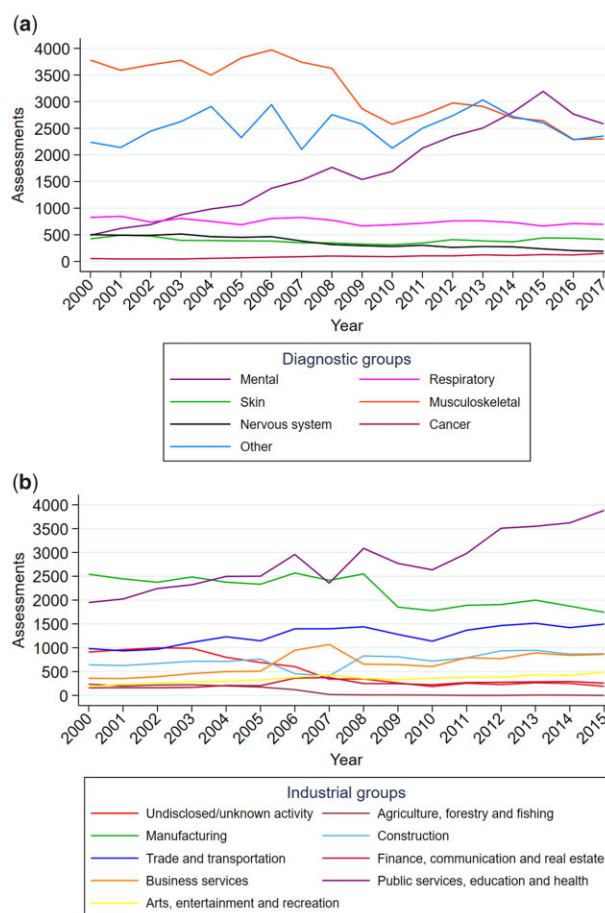 (a)
4000
3500
3000
2500
2000
1500
1000
500
0
Assessments
2000 2001 2002 2003 2004 2005 2006 2007 2008 2009 2010 2011 2012 2013 2014 2015 2016 2017
Year
Diagnostic groups
Mental Respiratory
Skin Musculoskeletal
Nervous system Cancer
Other
(b)
4000
3500
3000
2500
2000
1500
1000
500
0
Assessments
2000 2001 2002 2003 2004 2005 2006 2007 2008 2009 2010 2011 2012 2013 2014 2015
Year
Industrial groups
Undisclosed/unknown activity Agriculture, forestry and fishing
Manufacturing Construction
Trade and transportation Finance, communication and real estate
Business services Public services, education and health
Arts, entertainment and recreation